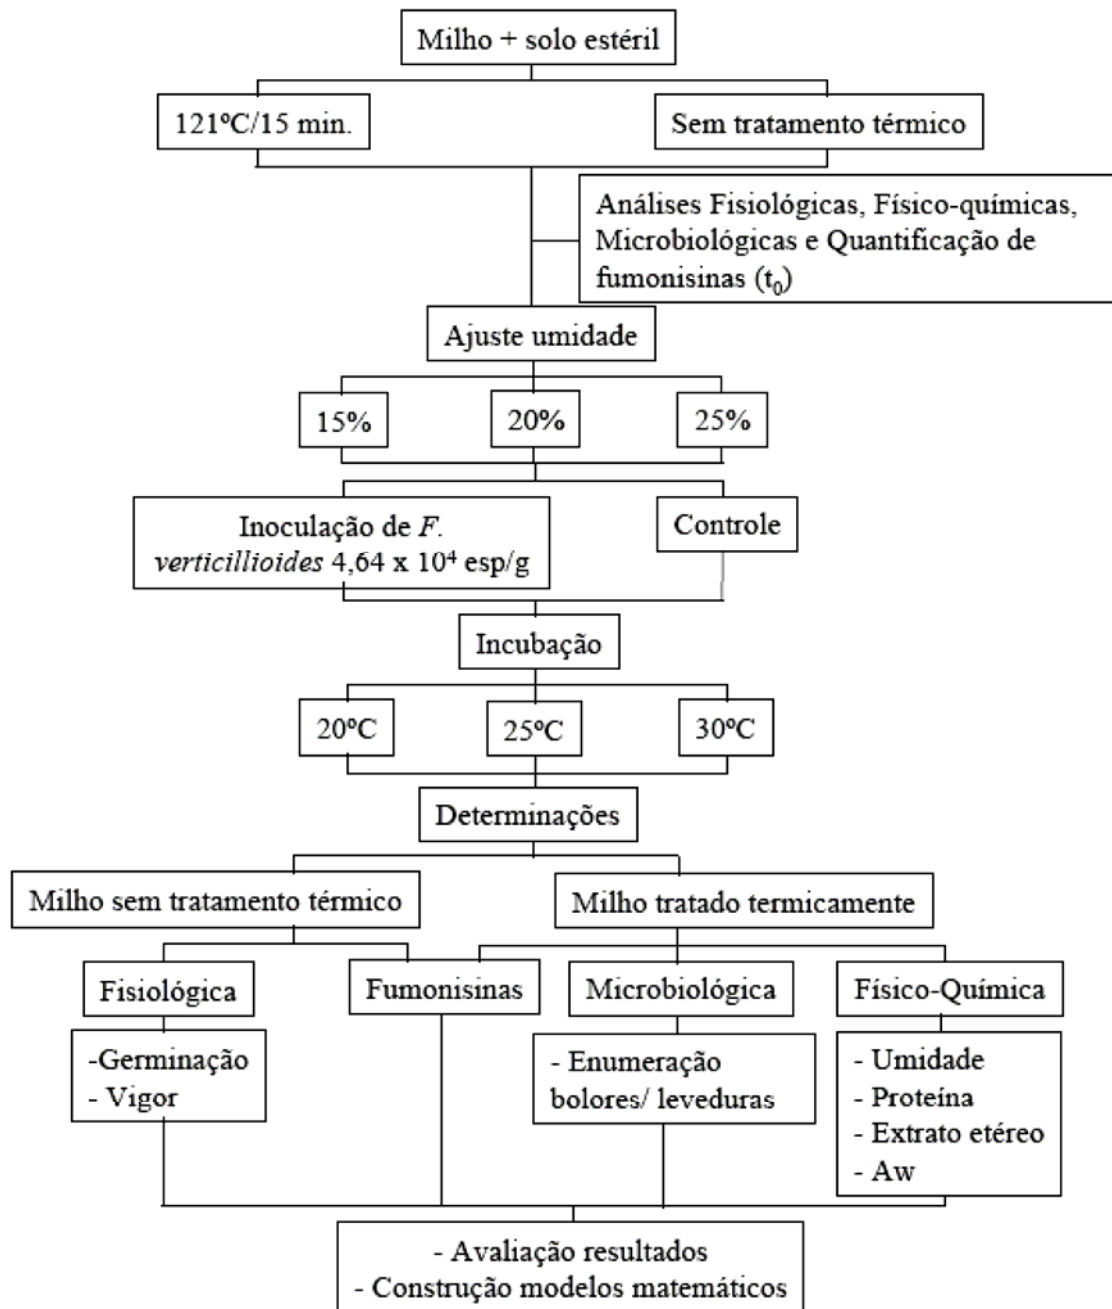 Milho + solo estéril
121ºC/15 min.
Sem tratamento térmico
Análises Fisiológicas, Físico-químicas,
Microbiológicas e Quantificação de
fumonisinas (t₀)
Ajuste umidade
15%
20%
25%
Inoculação de F.
verticillioides 4,64 x 10⁴ esp/g
Controle
Incubação
20ºC
25ºC
30ºC
Determinações
Milho sem tratamento térmico
Milho tratado termicamente
Fisiológica
Fumonisinas
Microbiológica
Físico-Química
-Germinação
- Vigor
- Enumeração
bolores/ leveduras
- Umidade
- Proteína
- Extrato etéreo
- Aw
- Avaliação resultados
- Construção modelos matemáticos